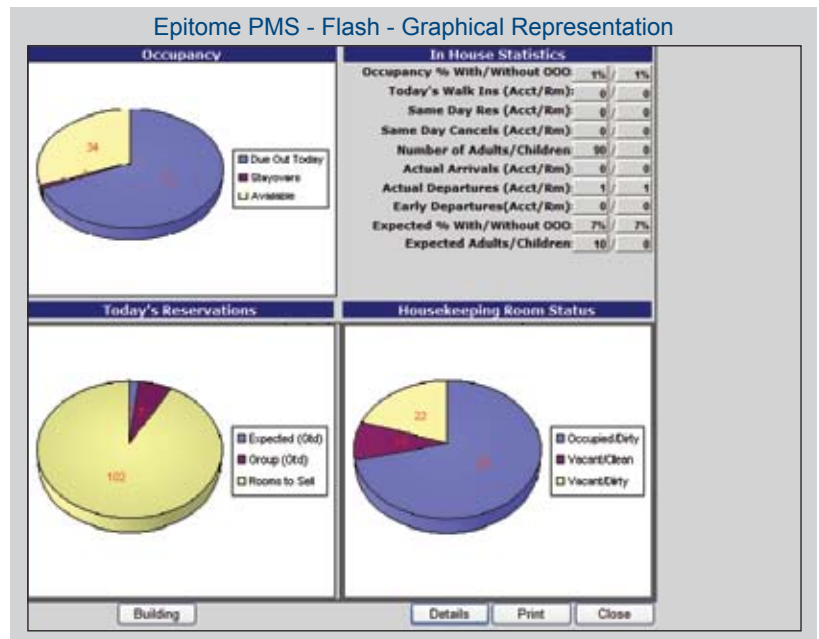 Epitome PMS - Flash - Graphical Representation
Occupancy
34
Due Out Today
Stayovers
Available
In House Statistics
Occupancy % With/Without OOO: 1% / 1%
Today's Walk Ins (Acct/Rm): 0 / 0
Same Day Res (Acct/Rm): 0 / 0
Same Day Cancels (Acct/Rm): 0 / 0
Number of Adults/Children: 90 / 0
Actual Arrivals (Acct/Rm): 0 / 0
Actual Departures (Acct/Rm): 1 / 1
Early Departures(Acct/Rm): 0 / 0
Expected % With/Without OOO: 7% / 7%
Expected Adults/Children: 10 / 0
Today's Reservations
102
Expected (Gtd)
Group (Gtd)
Rooms to Sell
Housekeeping Room Status
22
Occupied/Dirty
Vacant/Clean
Vacant/Dirty
Building
Details
Print
Close